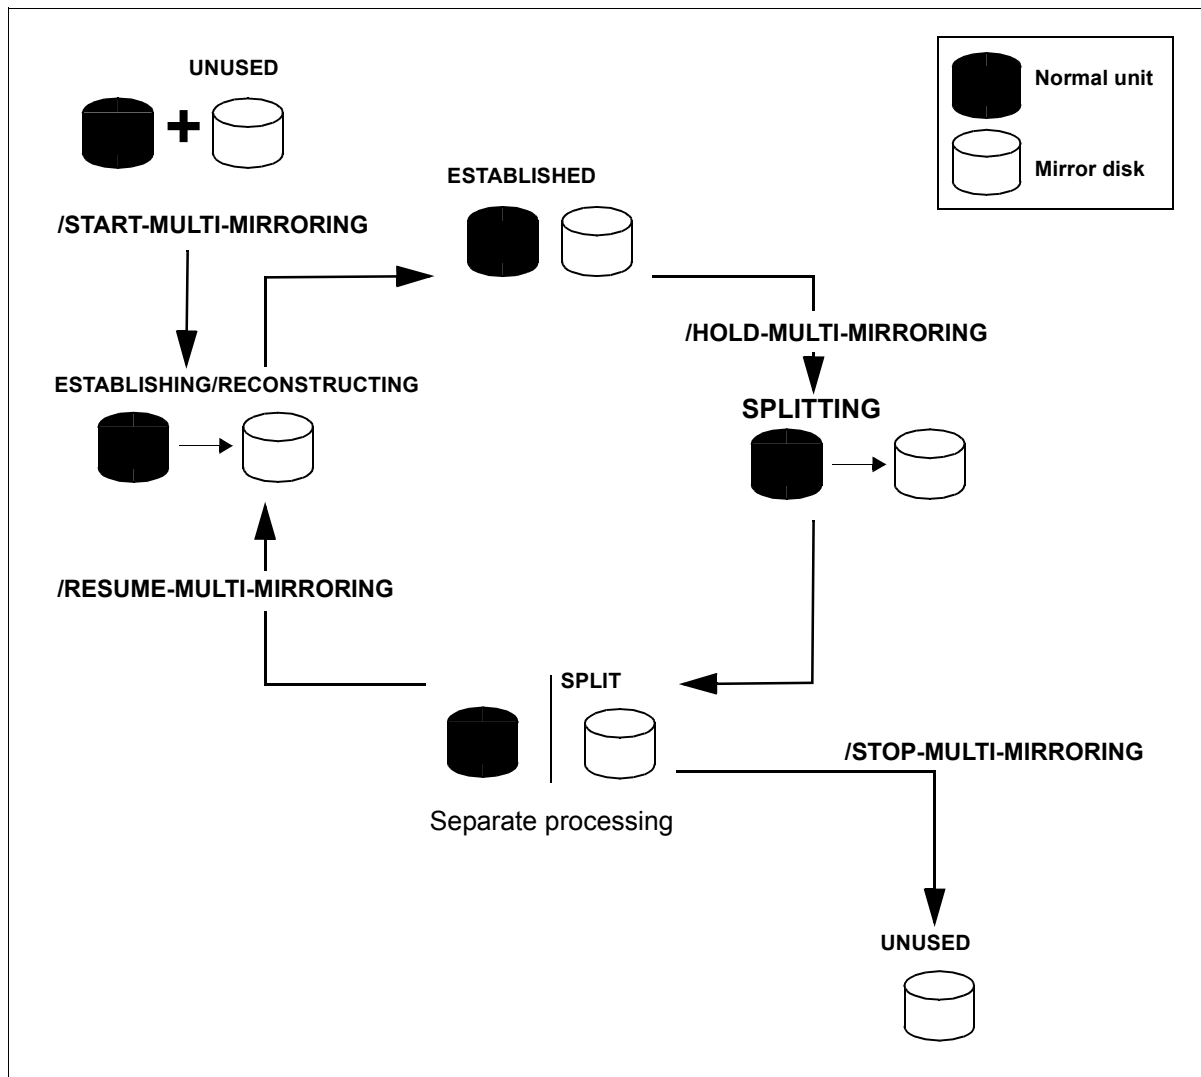 UNUSED
Normal unit
Mirror disk
ESTABLISHED
/START-MULTI-MIRRORING
/HOLD-MULTI-MIRRORING
ESTABLISHING/RECONSTRUCTING
SPLITTING
/RESUME-MULTI-MIRRORING
SPLIT
/STOP-MULTI-MIRRORING
Separate processing
UNUSED